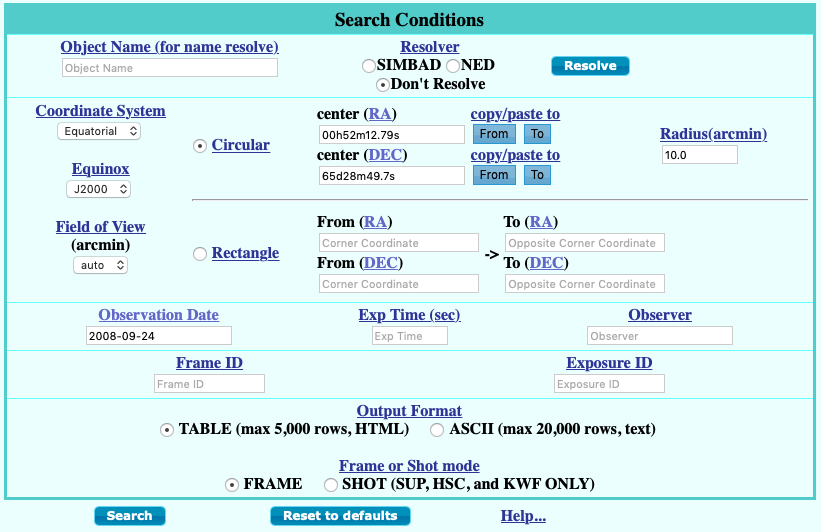 Search Conditions
Object Name (for name resolve)
Object Name
Resolver
SIMBAD NED
Don't Resolve
Resolve
Coordinate System
Equatorial
Equinox
J2000
Field of View
(arcmin)
auto
Circular
center (RA) copy/paste to
00h52m12.79s From To
center (DEC) copy/paste to
65d28m49.7s From To
Radius(arcmin)
10.0
Rectangle
From (RA) To (RA)
Corner Coordinate Opposite Corner Coordinate
->
From (DEC) To (DEC)
Corner Coordinate Opposite Corner Coordinate
Observation Date Exp Time (sec) Observer
2008-09-24 Exp Time Observer
Frame ID Exposure ID
Frame ID Exposure ID
Output Format
TABLE (max 5,000 rows, HTML) ASCII (max 20,000 rows, text)
Frame or Shot mode
FRAME SHOT (SUP, HSC, and KWF ONLY)
Search Reset to defaults Help...